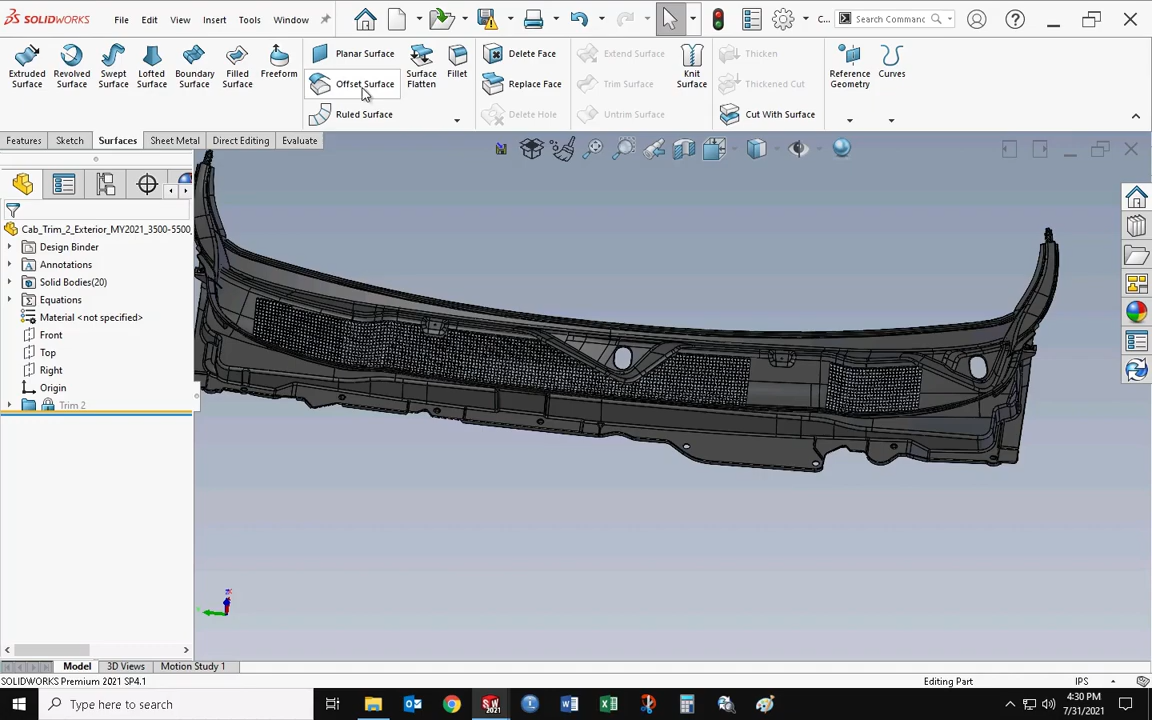 SOLIDWORKS File Edit View Insert Tools Window C... Search Commanc
Extruded Surface Revolved Surface Swept Surface Lofted Surface Boundary Surface Filled Surface Freeform Planar Surface Offset Surface Ruled Surface Surface Flatten Fillet Delete Face Replace Face Delete Hole Extend Surface Trim Surface Untrim Surface Knit Surface Thicken Thickened Cut Cut With Surface Reference Geometry Curves
Features Sketch Surfaces Sheet Metal Direct Editing Evaluate
Cab_Trim_2_Exterior_MY2021_3500-5500_
Design Binder
Annotations
Solid Bodies(20)
Equations
Material <not specified>
Front
Top
Right
Origin
Trim 2
Model 3D Views Motion Study 1
SOLIDWORKS Premium 2021 SP4.1 Editing Part IPS
Type here to search
4:30 PM
7/31/2021